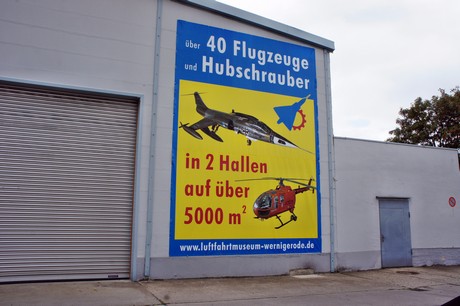 über 40 Flugzeuge
und Hubschrauber
in 2 Hallen
auf über
5000 m²
www.luftfahrtmuseum-wernigerode.de